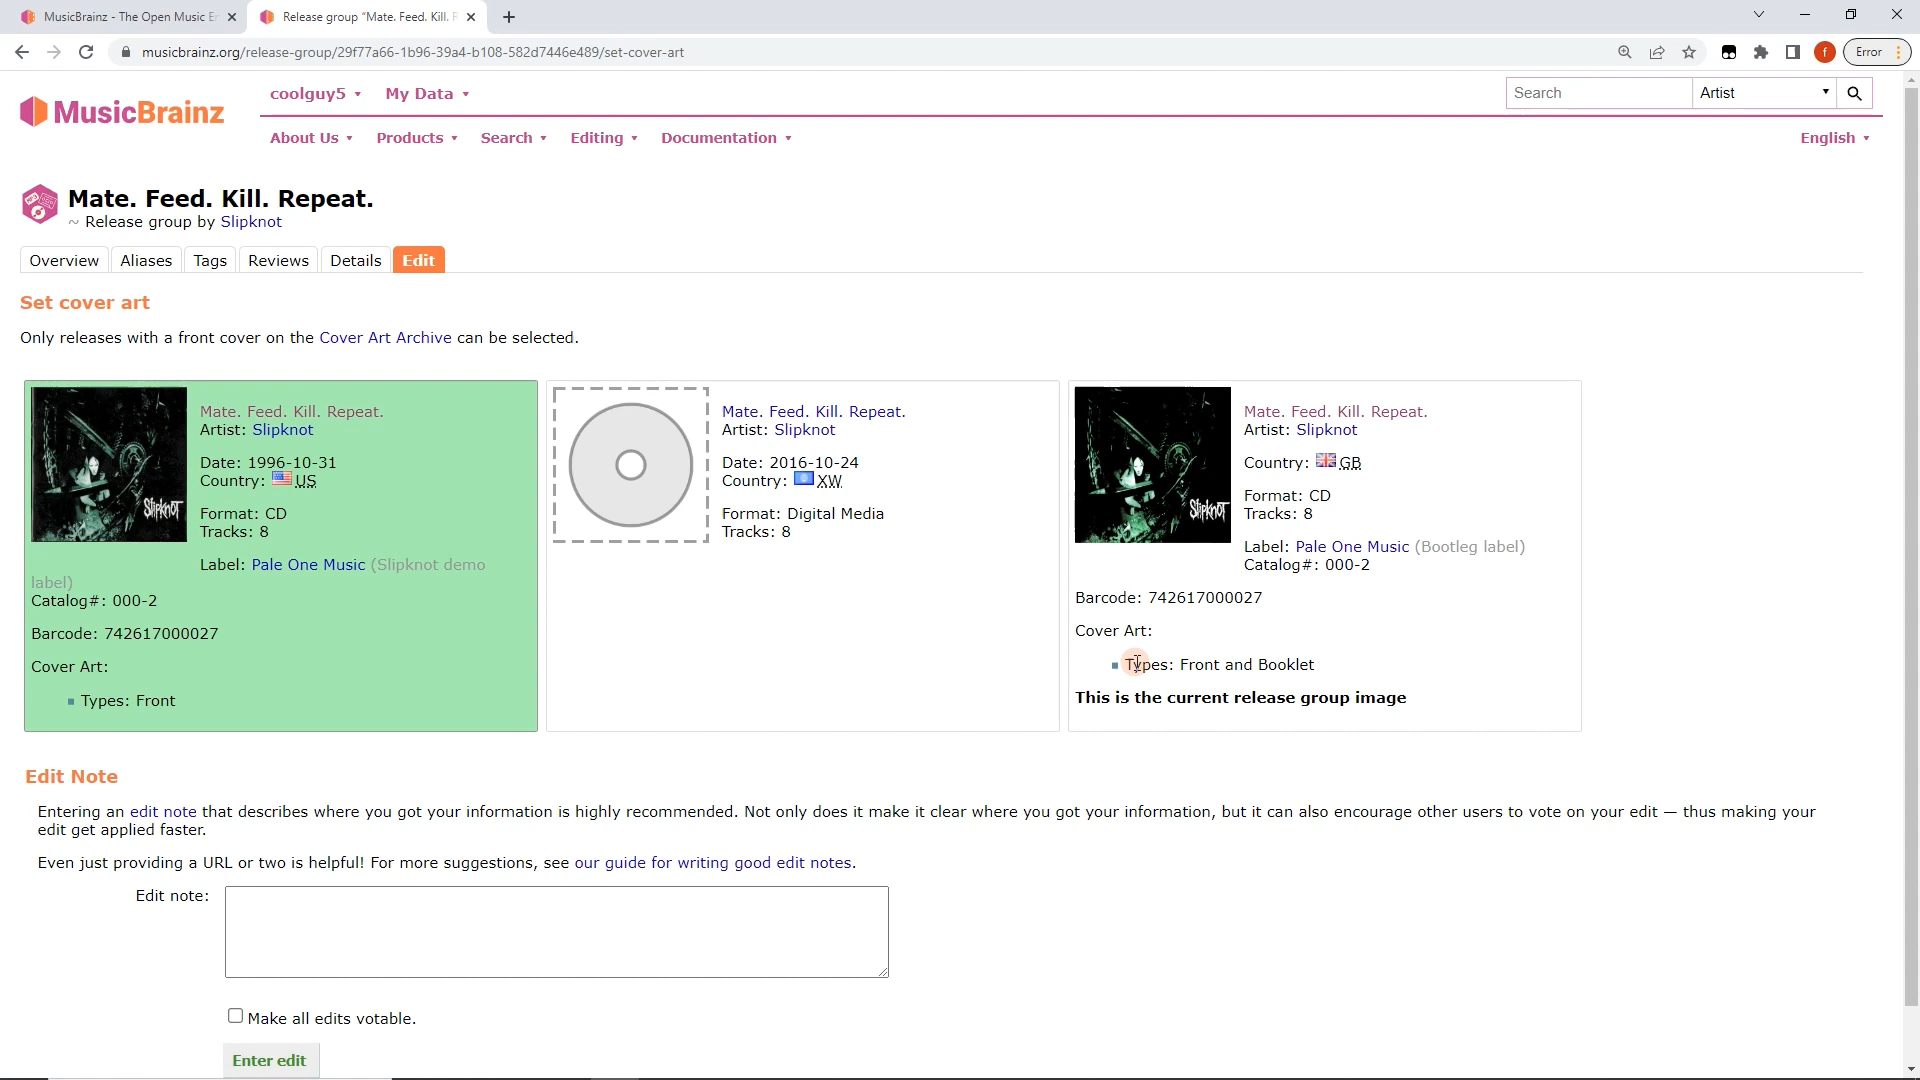 MusicBrainz - The Open Music En
Release group "Mate. Feed. Kill. R
musicbrainz.org/release-group/29f77a66-1b96-39a4-b108-582d7446e489/set-cover-art
f
Error
MusicBrainz
coolguy5
My Data
Search
Artist
About Us
Products
Search
Editing
Documentation
English
Mate. Feed. Kill. Repeat.
~ Release group by Slipknot
Overview
Aliases
Tags
Reviews
Details
Edit
Set cover art
Only releases with a front cover on the Cover Art Archive can be selected.
SlipknoT
Mate. Feed. Kill. Repeat.
Artist: Slipknot
Date: 1996-10-31
Country: US
Format: CD
Tracks: 8
Label: Pale One Music (Slipknot demo
label)
Catalog#: 000-2
Barcode: 742617000027
Cover Art:
Types: Front
Mate. Feed. Kill. Repeat.
Artist: Slipknot
Date: 2016-10-24
Country: XW
Format: Digital Media
Tracks: 8
SlipknoT
Mate. Feed. Kill. Repeat.
Artist: Slipknot
Country: GB
Format: CD
Tracks: 8
Label: Pale One Music (Bootleg label)
Catalog#: 000-2
Barcode: 742617000027
Cover Art:
Types: Front and Booklet
This is the current release group image
Edit Note
Entering an edit note that describes where you got your information is highly recommended. Not only does it make it clear where you got your information, but it can also encourage other users to vote on your edit — thus making your
edit get applied faster.
Even just providing a URL or two is helpful! For more suggestions, see our guide for writing good edit notes.
Edit note:
Make all edits votable.
Enter edit